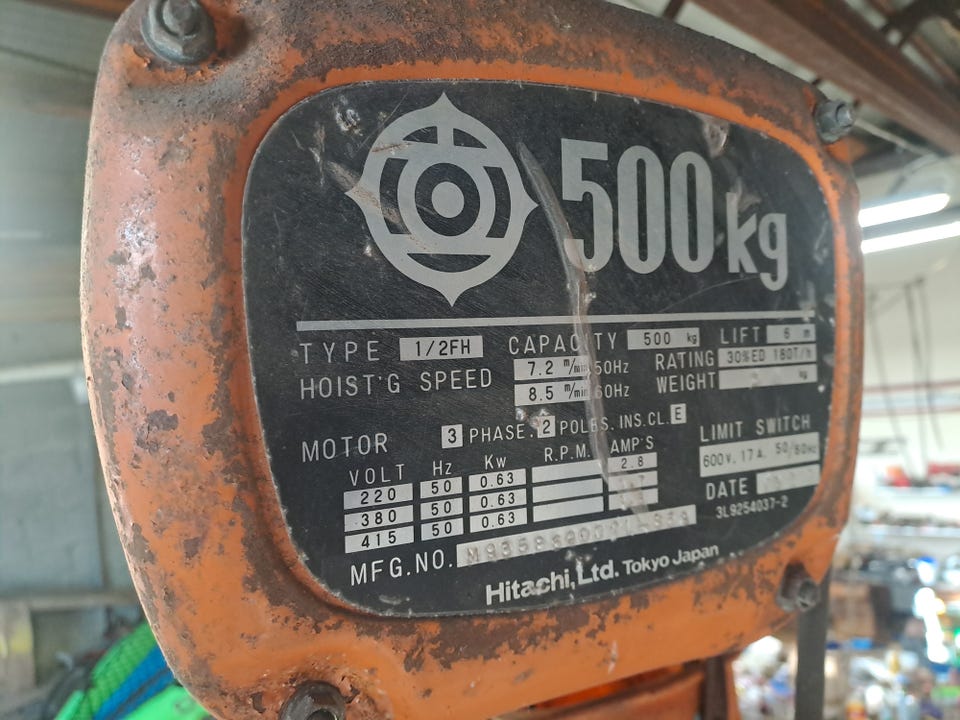 500 kg
TYPE 1/2FH CAPACITY 500 kg LIFT 6 m
HOIST'G SPEED 7.2 m/min 50Hz RATING 30%ED 180T/h
8.5 m/min 60Hz WEIGHT kg
MOTOR 3 PHASE. 2 POLES. INS.CL. E LIMIT SWITCH
VOLT Hz Kw R.P.M. AMP'S 600V. 17A. 50/60Hz
220 50 0.63 2.8
380 50 0.63
415 50 0.63
DATE
3L9254037-2
MFG.NO.
Hitachi, Ltd. Tokyo Japan